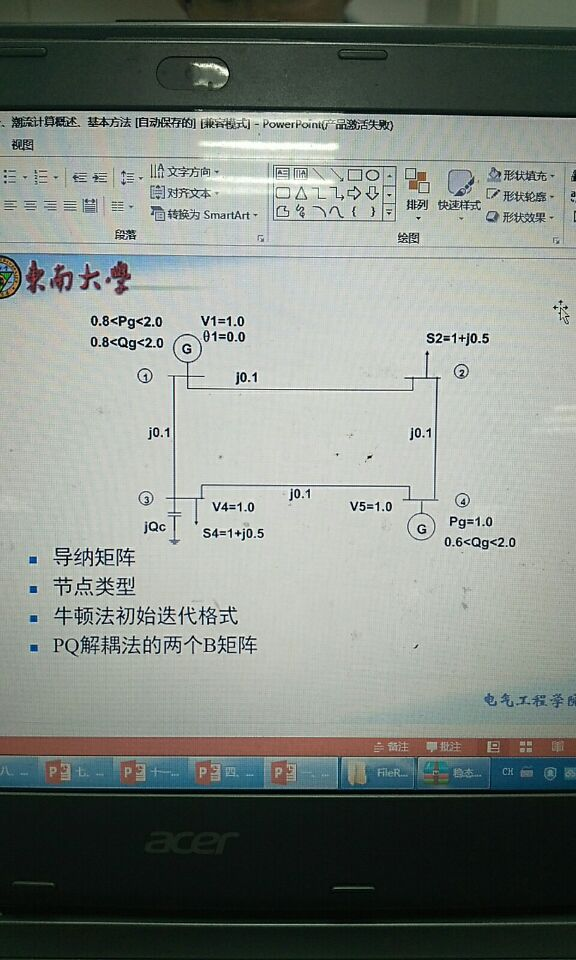 、潮流计算概述、基本方法 [自动保存的] [兼容模式] - PowerPoint(产品激活失败)
视图
文字方向
对齐文本
转换为 SmartArt
段落
排列
快速样式
形状填充
形状轮廓
形状效果
绘图
東南大學
0.8<Pg<2.0 V1=1.0
0.8<Qg<2.0 θ1=0.0
G
S2=1+j0.5
1
j0.1
2
j0.1
j0.1
3
j0.1
4
V4=1.0
V5=1.0
jQc
S4=1+j0.5
G
Pg=1.0
0.6<Qg<2.0
导纳矩阵
节点类型
牛顿法初始迭代格式
PQ解耦法的两个B矩阵
电气工程学院
备注
批注
八、...
七、...
十一...
四、...
一、...
FileR...
稳态...
CH
acer